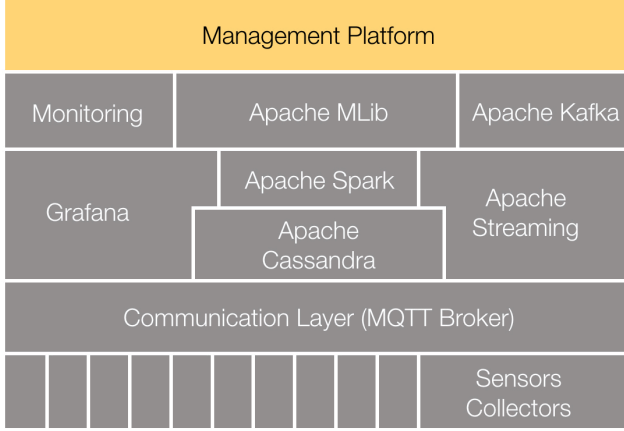 Management Platform
Monitoring
Apache MLib
Apache Kafka
Grafana
Apache Spark
Apache
Streaming
Apache
Cassandra
Communication Layer (MQTT Broker)
Sensors
Collectors